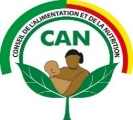 CONSEIL DE L'ALIMENTATION ET DE LA NUTRITION
CAN